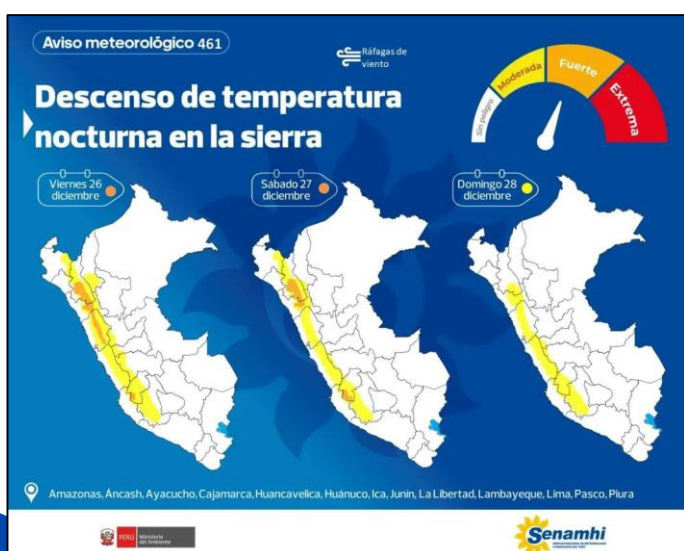 Aviso meteorológico 461
Ráfagas de
viento
Descenso de temperatura
nocturna en la sierra
Sin peligro
Moderada
Fuerte
Extrema
Viernes 26
diciembre
Sábado 27
diciembre
Domingo 28
diciembre
Amazonas, Áncash, Ayacucho, Cajamarca, Huancavelica, Huánuco, Ica, Junín, La Libertad, Lambayeque, Lima, Pasco, Piura
PERÚ
Ministerio
del Ambiente
Senamhi